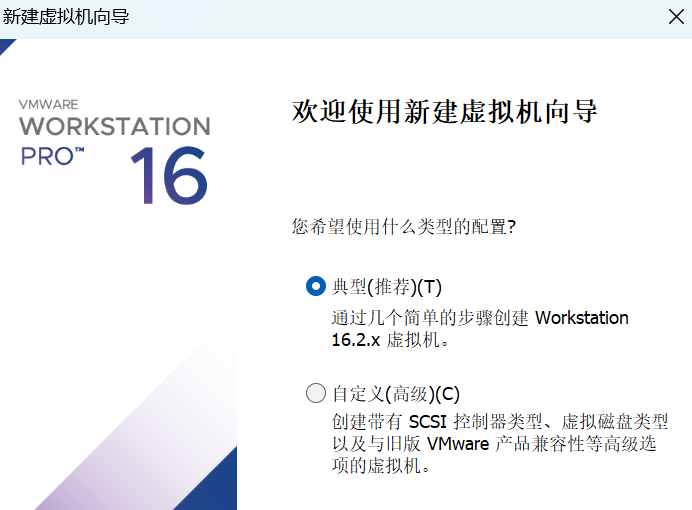 新建虚拟机向导
VMWARE
WORKSTATION
PRO™ 16
欢迎使用新建虚拟机向导
您希望使用什么类型的配置?
典型(推荐)(T)
通过几个简单的步骤创建 Workstation
16.2.x 虚拟机。
自定义(高级)(C)
创建带有 SCSI 控制器类型、虚拟磁盘类型
以及与旧版 VMware 产品兼容性等高级选
项的虚拟机。